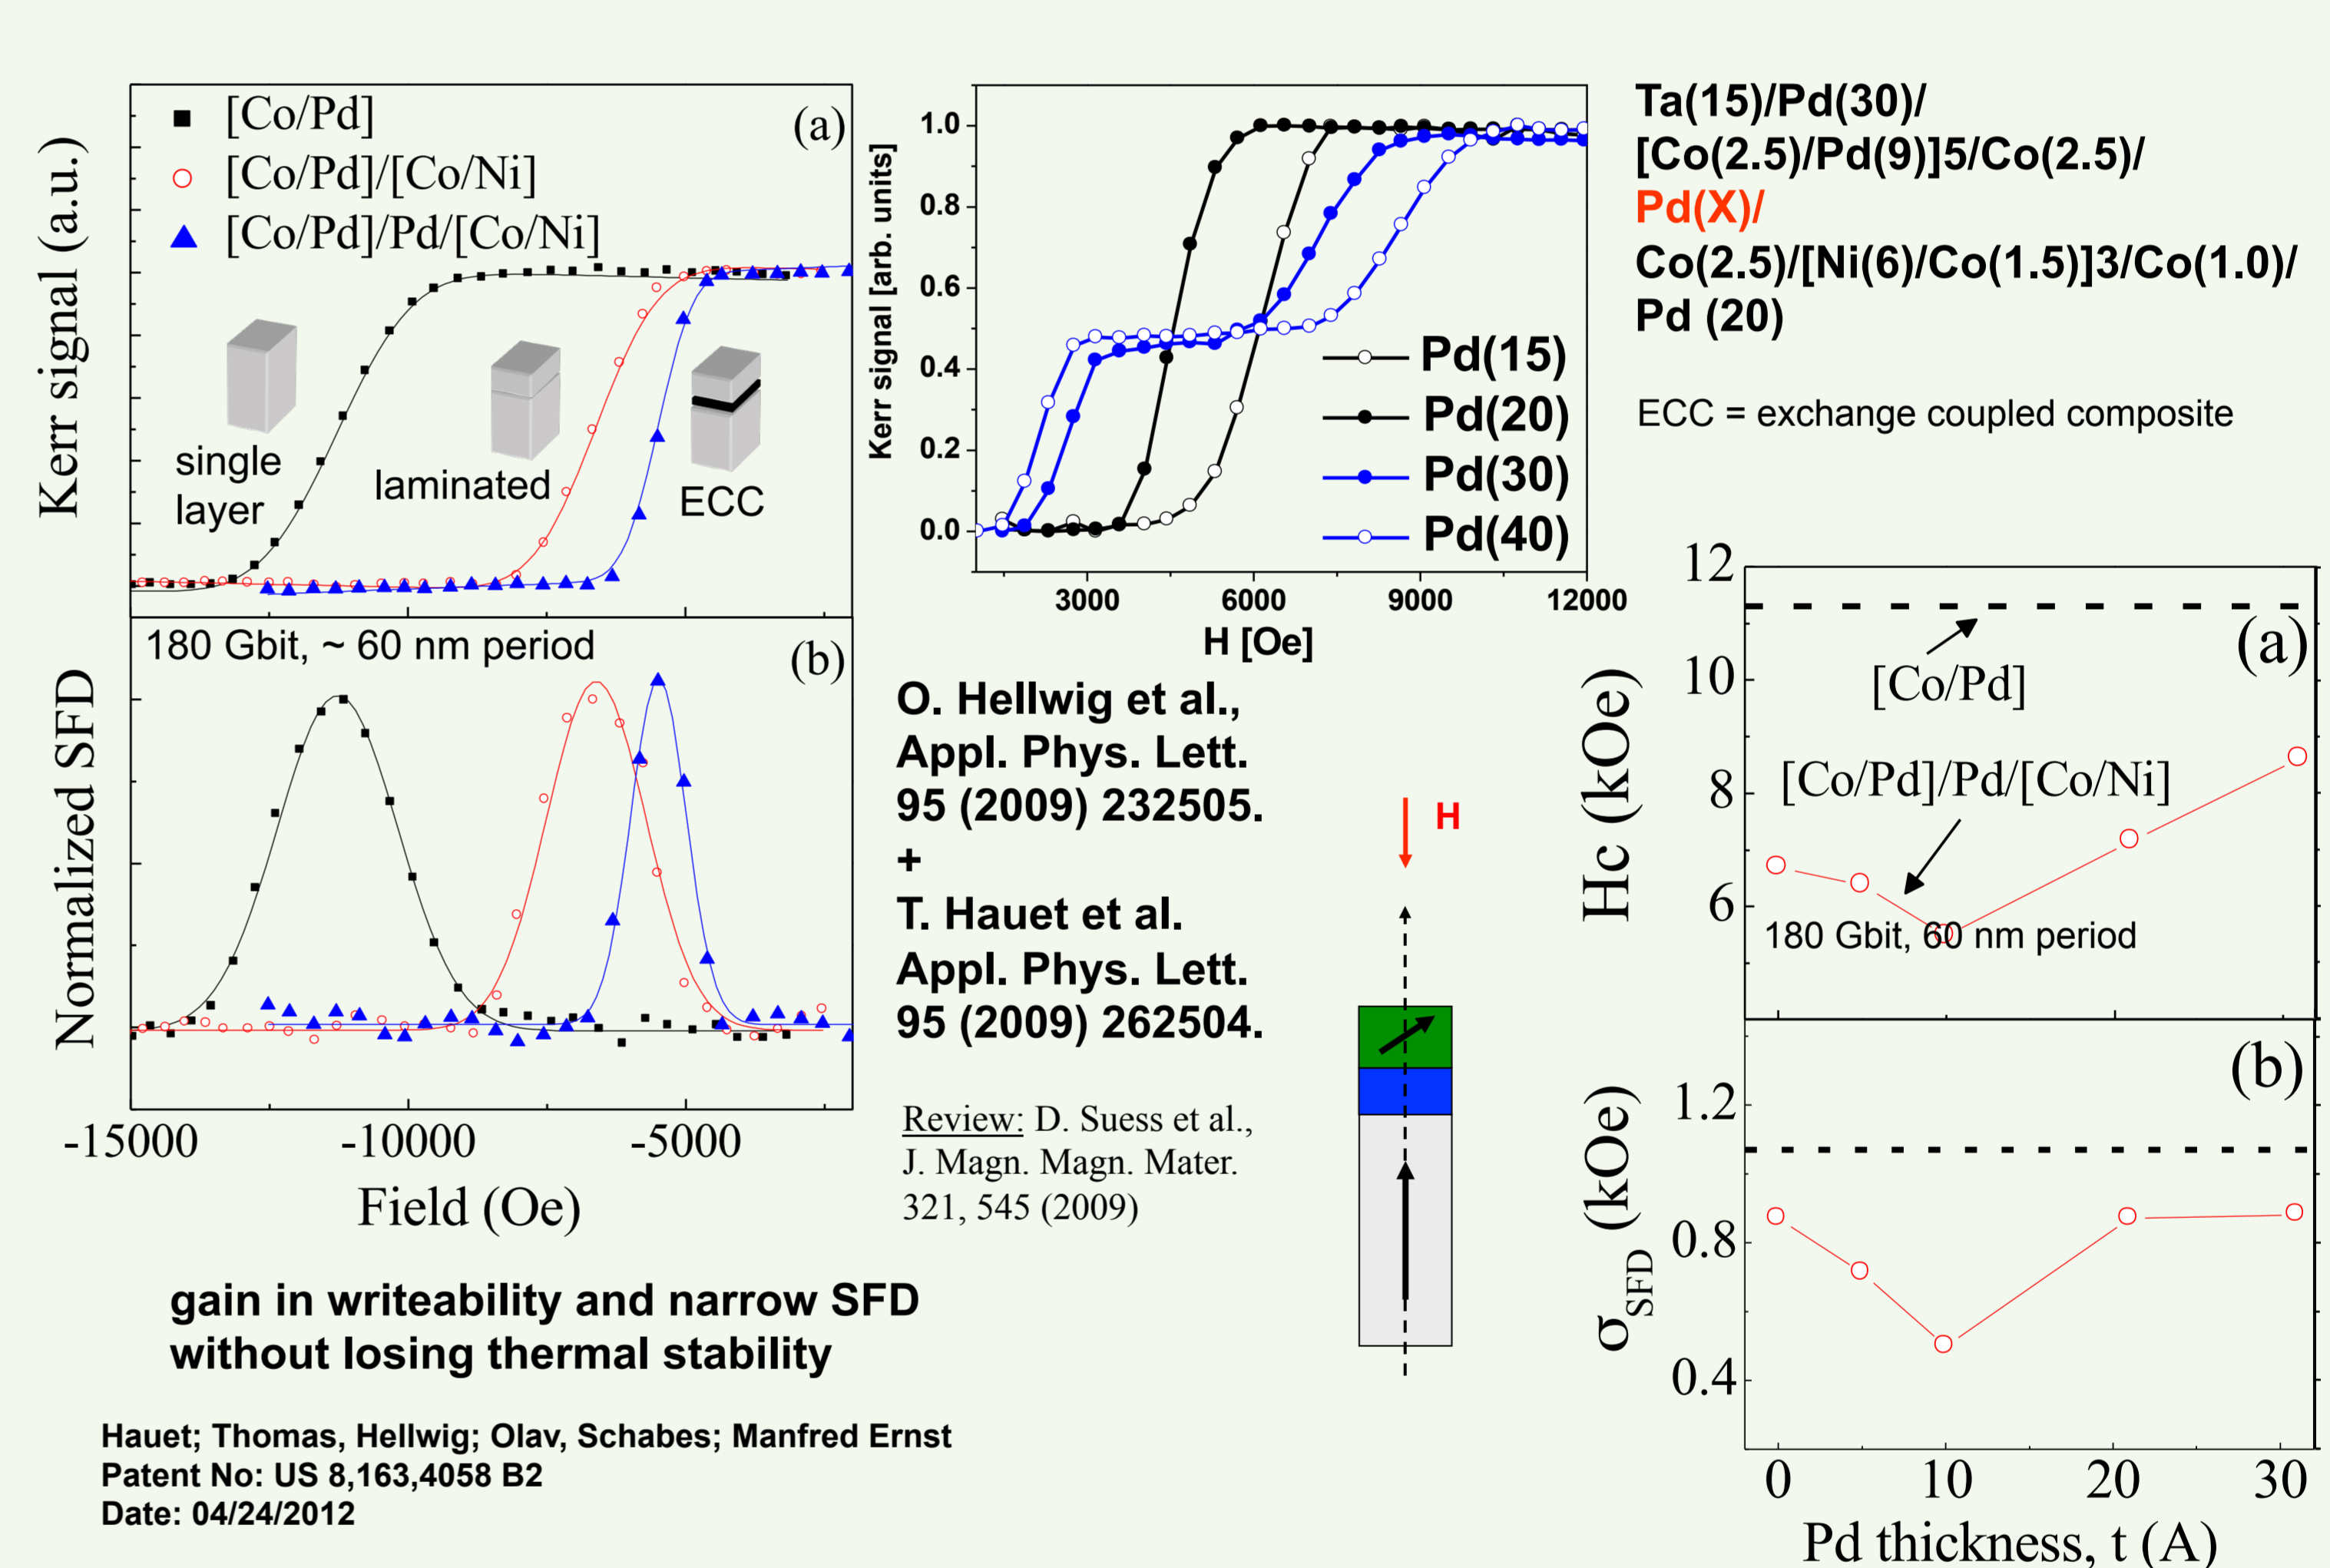 [Co/Pd]
[Co/Pd]/[Co/Ni]
[Co/Pd]/Pd/[Co/Ni]
(a)
Kerr signal (a.u.)
single
layer
laminated
ECC
180 Gbit, ~ 60 nm period
(b)
Normalized SFD
-15000
-10000
-5000
Field (Oe)
Kerr signal [arb. units]
1.0
0.8
0.6
0.4
0.2
0.0
Pd(15)
Pd(20)
Pd(30)
Pd(40)
3000
6000
9000
12000
H [Oe]
Ta(15)/Pd(30)/
[Co(2.5)/Pd(9)]5/Co(2.5)/
Pd(X)/
Co(2.5)/[Ni(6)/Co(1.5)]3/Co(1.0)/
Pd (20)
ECC = exchange coupled composite
O. Hellwig et al.,
Appl. Phys. Lett.
95 (2009) 232505.
+
T. Hauet et al.
Appl. Phys. Lett.
95 (2009) 262504.
Review: D. Suess et al.,
J. Magn. Magn. Mater.
321, 545 (2009)
H
12
10
8
6
Hc (kOe)
(a)
[Co/Pd]
[Co/Pd]/Pd/[Co/Ni]
180 Gbit, 60 nm period
(b)
1.2
0.8
0.4
σSFD (kOe)
0
10
20
30
Pd thickness, t (A)
gain in writeability and narrow SFD
without losing thermal stability
Hauet; Thomas, Hellwig; Olav, Schabes; Manfred Ernst
Patent No: US 8,163,4058 B2
Date: 04/24/2012